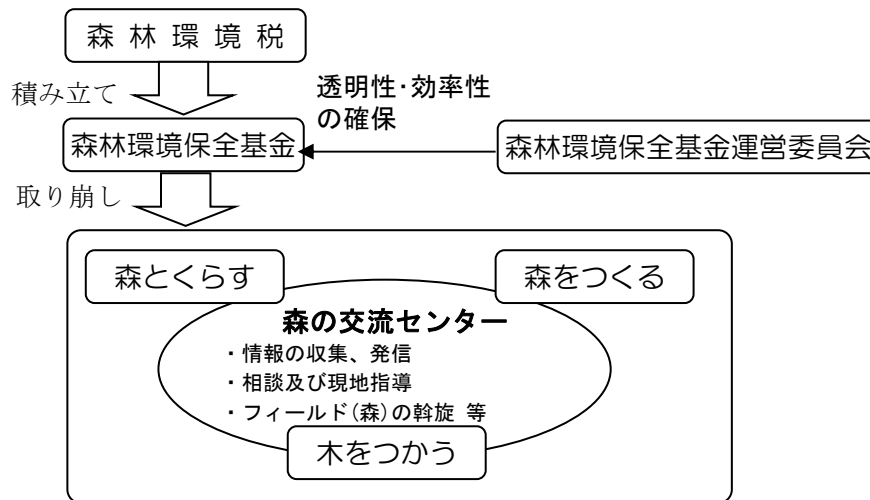 森林環境税
積み立て
透明性・効率性
の確保
森林環境保全基金
森林環境保全基金運営委員会
取り崩し
森とくらす
森をつくる
森の交流センター
・情報の収集、発信
・相談及び現地指導
・フィールド(森)の斡旋 等
木をつかう